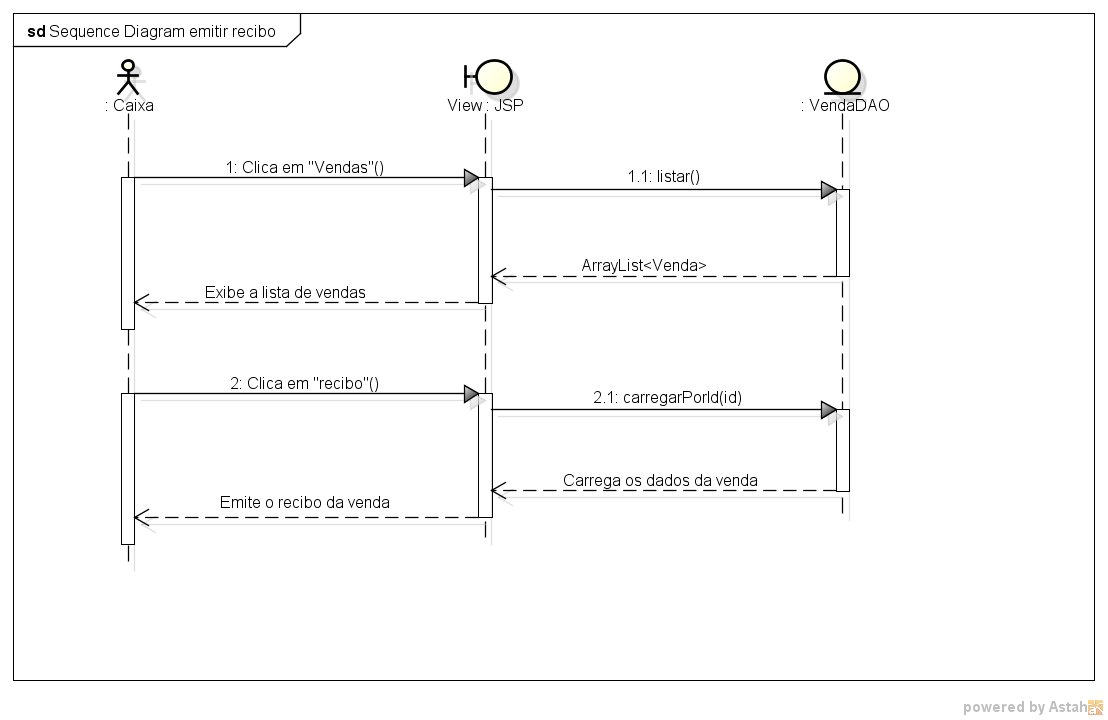 sd Sequence Diagram emitir recibo
: Caixa
View : JSP
: VendaDAO
1: Clica em "Vendas"()
1.1: listar()
ArrayList<Venda>
Exibe a lista de vendas
2: Clica em "recibo"()
2.1: carregarPorId(id)
Carrega os dados da venda
Emite o recibo da venda
powered by Astah